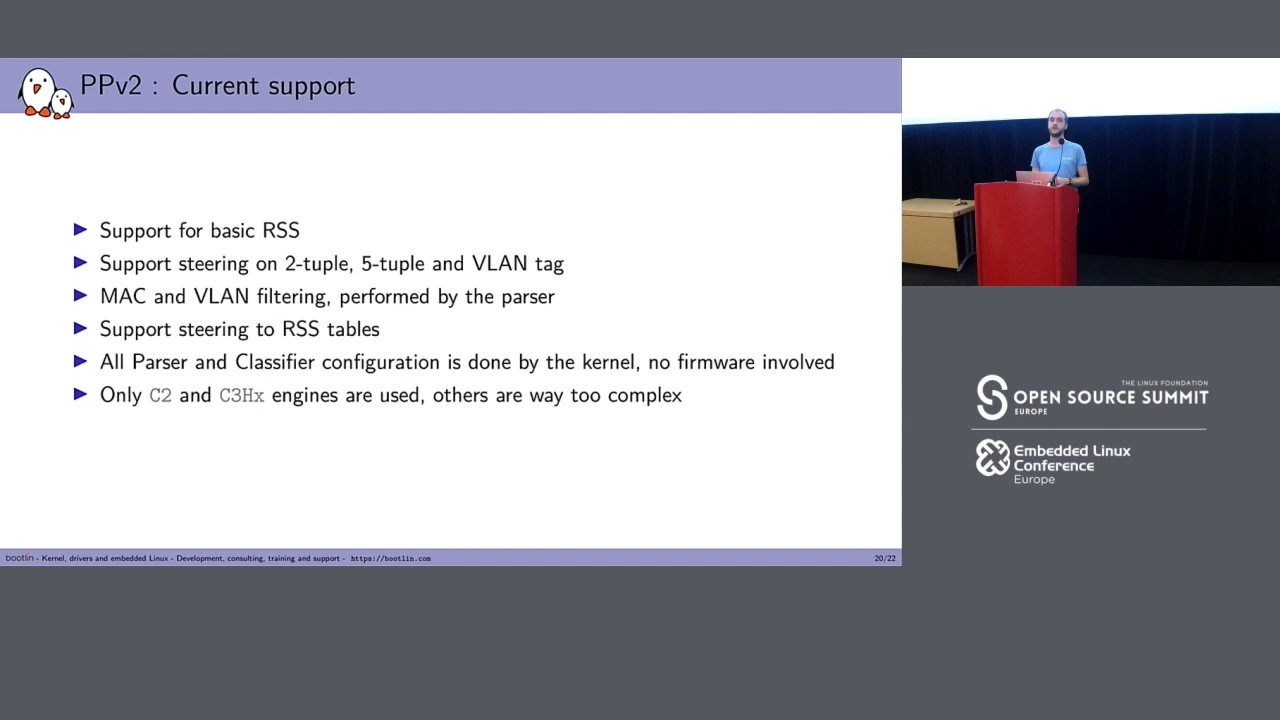 PPv2 : Current support
Support for basic RSS
Support steering on 2-tuple, 5-tuple and VLAN tag
MAC and VLAN filtering, performed by the parser
Support steering to RSS tables
All Parser and Classifier configuration is done by the kernel, no firmware involved
Only C2 and C3Hx engines are used, others are way too complex
bootlin - Kernel, drivers and embedded Linux - Development, consulting, training and support - https://bootlin.com
20/22
THE LINUX FOUNDATION
OPEN SOURCE SUMMIT
EUROPE
Embedded Linux
Conference
Europe